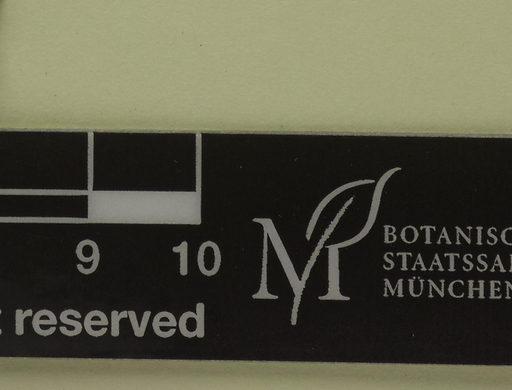 9 10
reserved
BOTANISC
STAATSSA
MÜNCHEN